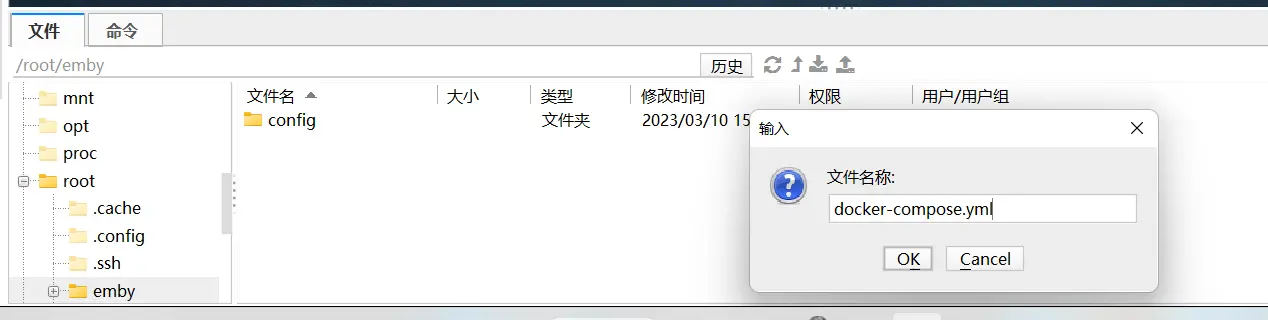 文件 命令
/root/emby 历史
mnt
opt
proc
root
.cache
.config
.ssh
emby
文件名 大小 类型 修改时间 权限 用户/用户组
config 文件夹 2023/03/10 15
输入
文件名称:
docker-compose.yml
OK Cancel